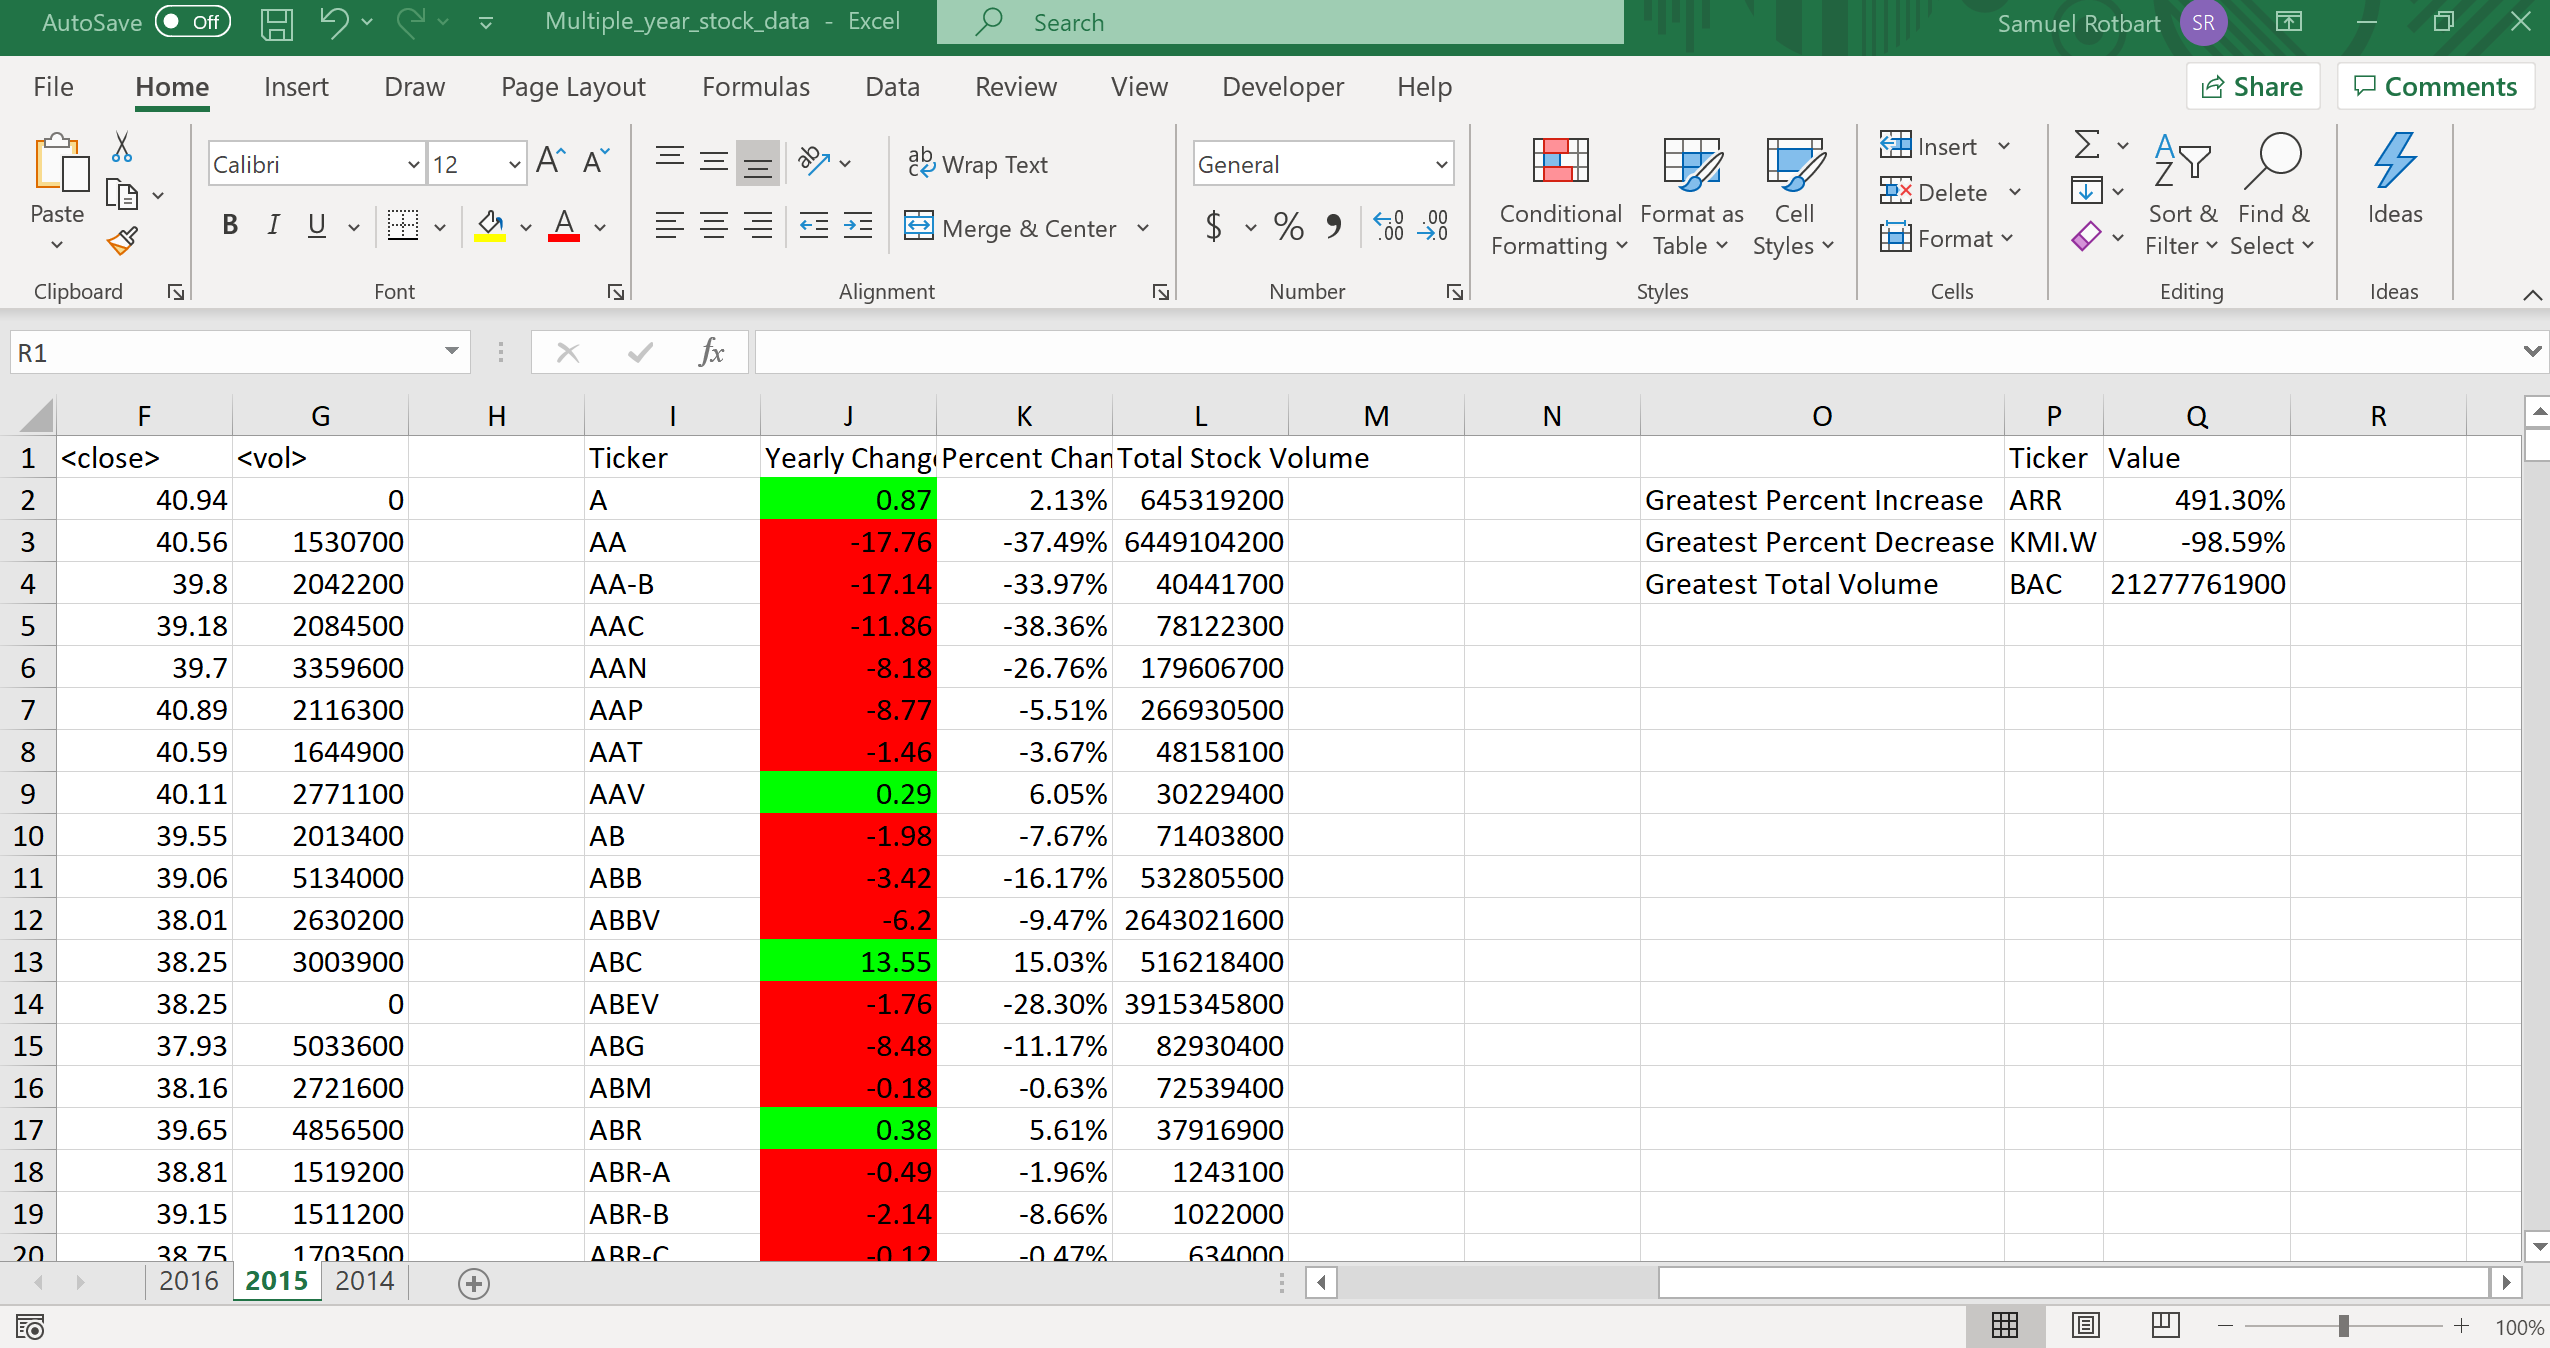 AutoSave Off Multiple_year_stock_data - Excel Search Samuel Rotbart SR
File Home Insert Draw Page Layout Formulas Data Review View Developer Help Share Comments
Paste
Clipboard
Calibri 12
B I U A
Font
Wrap Text
Merge & Center
Alignment
General
$ % 9 .00 .0
Number
Conditional Formatting
Format as Table
Cell Styles
Styles
Insert
Delete
Format
Cells
Sort & Filter
Find & Select
Editing
Ideas
Ideas
R1 fx
F G H I J K L M N O P Q R
1 <close> <vol> Ticker Yearly Chang Percent Chan Total Stock Volume Ticker Value
2 40.94 0 A 0.87 2.13% 645319200 Greatest Percent Increase ARR 491.30%
3 40.56 1530700 AA -17.76 -37.49% 6449104200 Greatest Percent Decrease KMI.W -98.59%
4 39.8 2042200 AA-B -17.14 -33.97% 40441700 Greatest Total Volume BAC 21277761900
5 39.18 2084500 AAC -11.86 -38.36% 78122300
6 39.7 3359600 AAN -8.18 -26.76% 179606700
7 40.89 2116300 AAP -8.77 -5.51% 266930500
8 40.59 1644900 AAT -1.46 -3.67% 48158100
9 40.11 2771100 AAV 0.29 6.05% 30229400
10 39.55 2013400 AB -1.98 -7.67% 71403800
11 39.06 5134000 ABB -3.42 -16.17% 532805500
12 38.01 2630200 ABBV -6.2 -9.47% 2643021600
13 38.25 3003900 ABC 13.55 15.03% 516218400
14 38.25 0 ABEV -1.76 -28.30% 3915345800
15 37.93 5033600 ABG -8.48 -11.17% 82930400
16 38.16 2721600 ABM -0.18 -0.63% 72539400
17 39.65 4856500 ABR 0.38 5.61% 37916900
18 38.81 1519200 ABR-A -0.49 -1.96% 1243100
19 39.15 1511200 ABR-B -2.14 -8.66% 1022000
20 38.75 1703500 ABR-C -0.12 -0.47% 634000
2016 2015 2014
100%